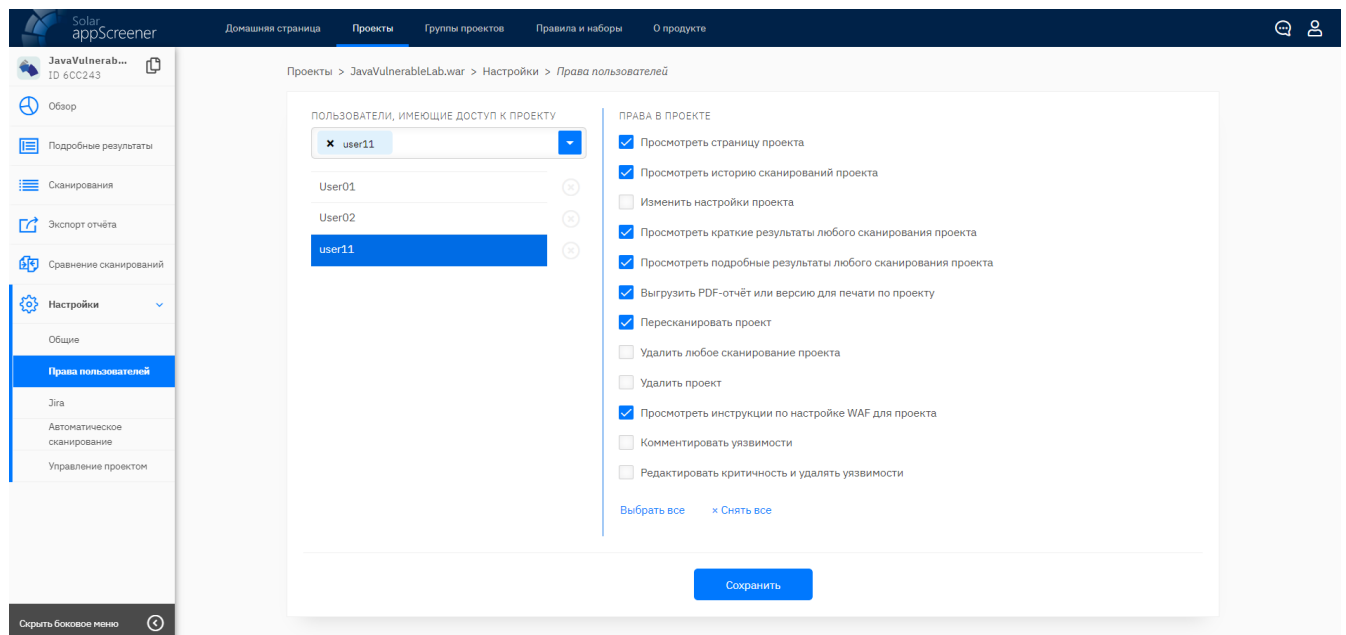 Solar
appScreener
Домашняя страница
Проекты
Группы проектов
Правила и наборы
О продукте
JavaVulnerab...
ID 6CC243
Обзор
Подробные результаты
Сканирования
Экспорт отчёта
Сравнение сканирований
Настройки
Общие
Права пользователей
Jira
Автоматическое
сканирование
Управление проектом
Скрыть боковое меню
Проекты > JavaVulnerableLab.war > Настройки > Права пользователей
ПОЛЬЗОВАТЕЛИ, ИМЕЮЩИЕ ДОСТУП К ПРОЕКТУ
× user11
User01
User02
user11
ПРАВА В ПРОЕКТЕ
Просмотреть страницу проекта
Просмотреть историю сканирований проекта
Изменить настройки проекта
Просмотреть краткие результаты любого сканирования проекта
Просмотреть подробные результаты любого сканирования проекта
Выгрузить PDF-отчёт или версию для печати по проекту
Пересканировать проект
Удалить любое сканирование проекта
Удалить проект
Просмотреть инструкции по настройке WAF для проекта
Комментировать уязвимости
Редактировать критичность и удалять уязвимости
Выбрать все × Снять все
Сохранить